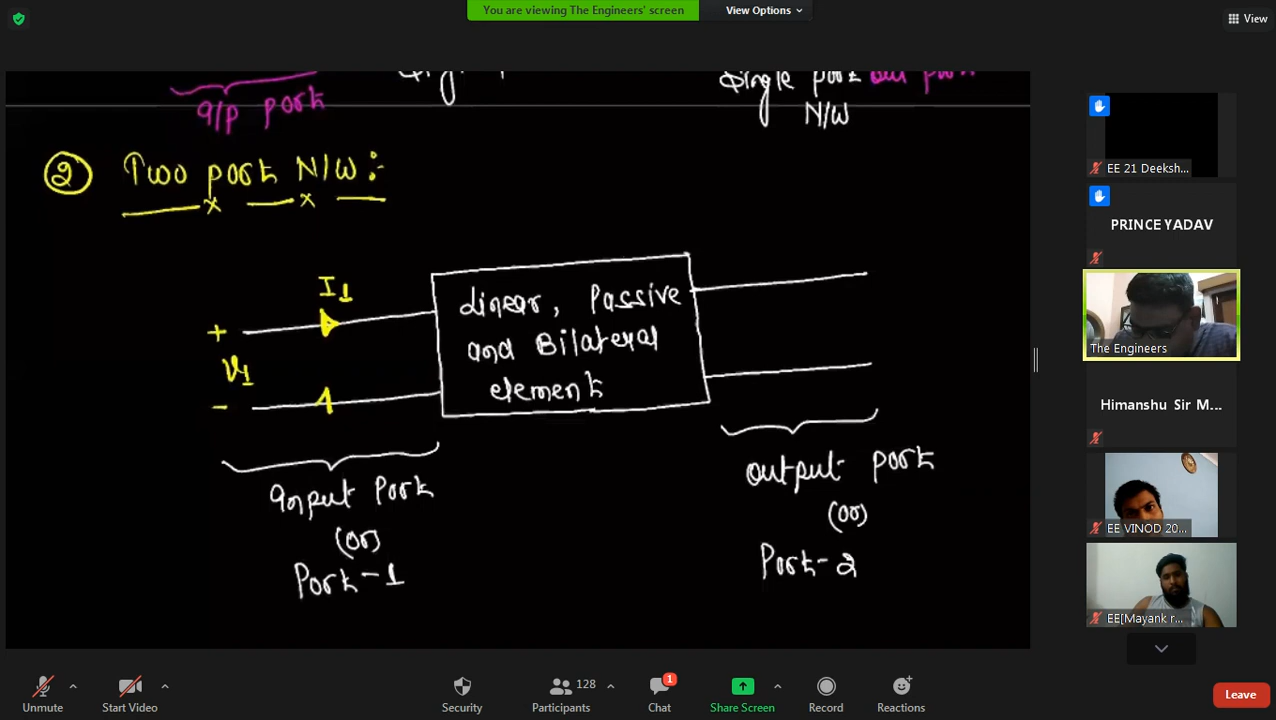 You are viewing The Engineers' screen
View Options
View
I/P port
Single port
N/W
out port
② Two port N/W:-
I1
+
V1
-
Linear, Passive
and Bilateral
element
Input Port
(or)
Port-1
output port
(or)
Port-2
EE 21 Deeksh...
PRINCE YADAV
The Engineers
Himanshu Sir M...
EE VINOD 20...
EE[Mayank r...
Unmute
Start Video
Security
128
Participants
1
Chat
Share Screen
Record
Reactions
Leave